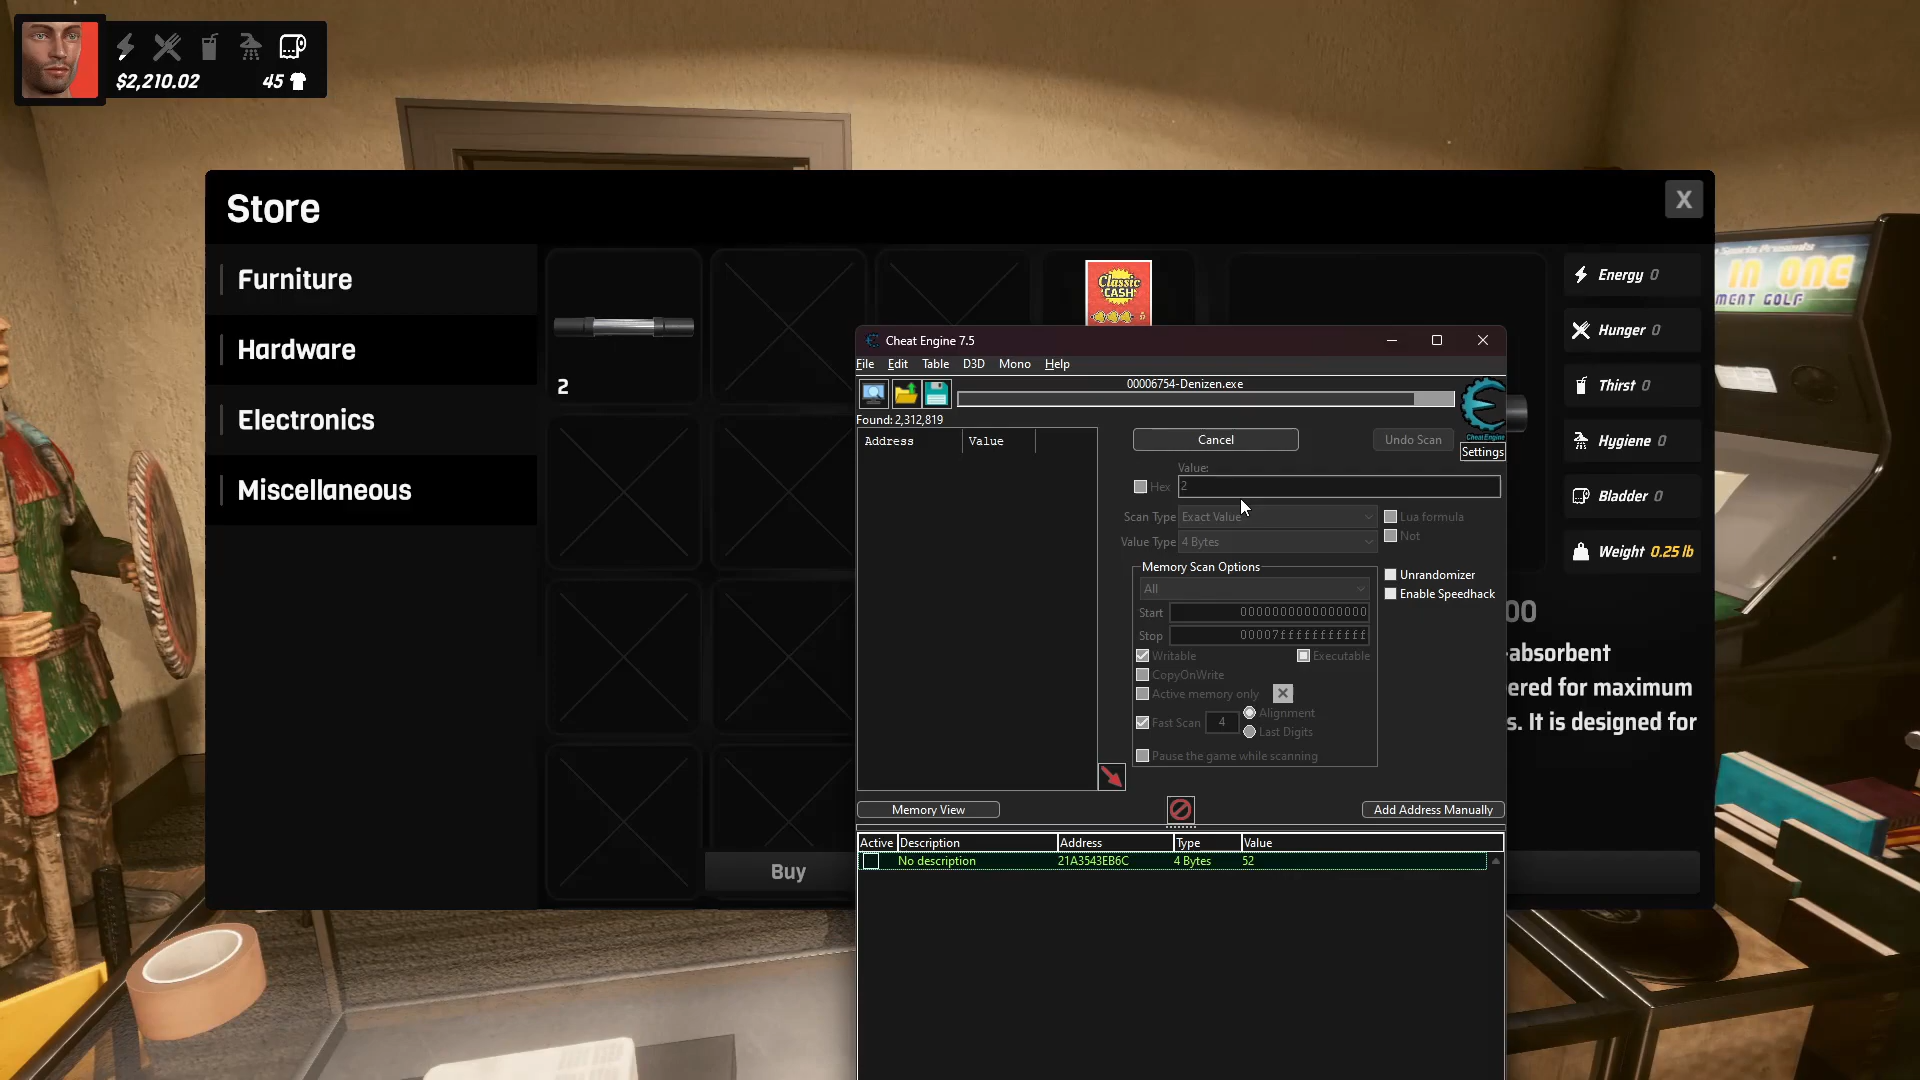 $2,210.02
45
Store
X
Furniture
Hardware
Electronics
Miscellaneous
2
Classic
CASH
Buy
Energy 0
Hunger 0
Thirst 0
Hygiene 0
Bladder 0
Weight 0.25 lb
00
-absorbent
ered for maximum
s. It is designed for
IN ONE
MENT GOLF
Cheat Engine 7.5
File Edit Table D3D Mono Help
00006754-Denizen.exe
Found: 2,312,819
Address Value
Cancel
Undo Scan
Cheat Engine
Settings
Value:
Hex 2
Scan Type Exact Value
Lua formula
Not
Value Type 4 Bytes
Memory Scan Options
All
Unrandomizer
Enable Speedhack
Start 0000000000000000
Stop 00007fffffffffff
Writable Executable
CopyOnWrite
Active memory only
Fast Scan 4 Alignment
Last Digits
Pause the game while scanning
Memory View
Add Address Manually
Active Description Address Type Value
No description 21A3543EB6C 4 Bytes 52